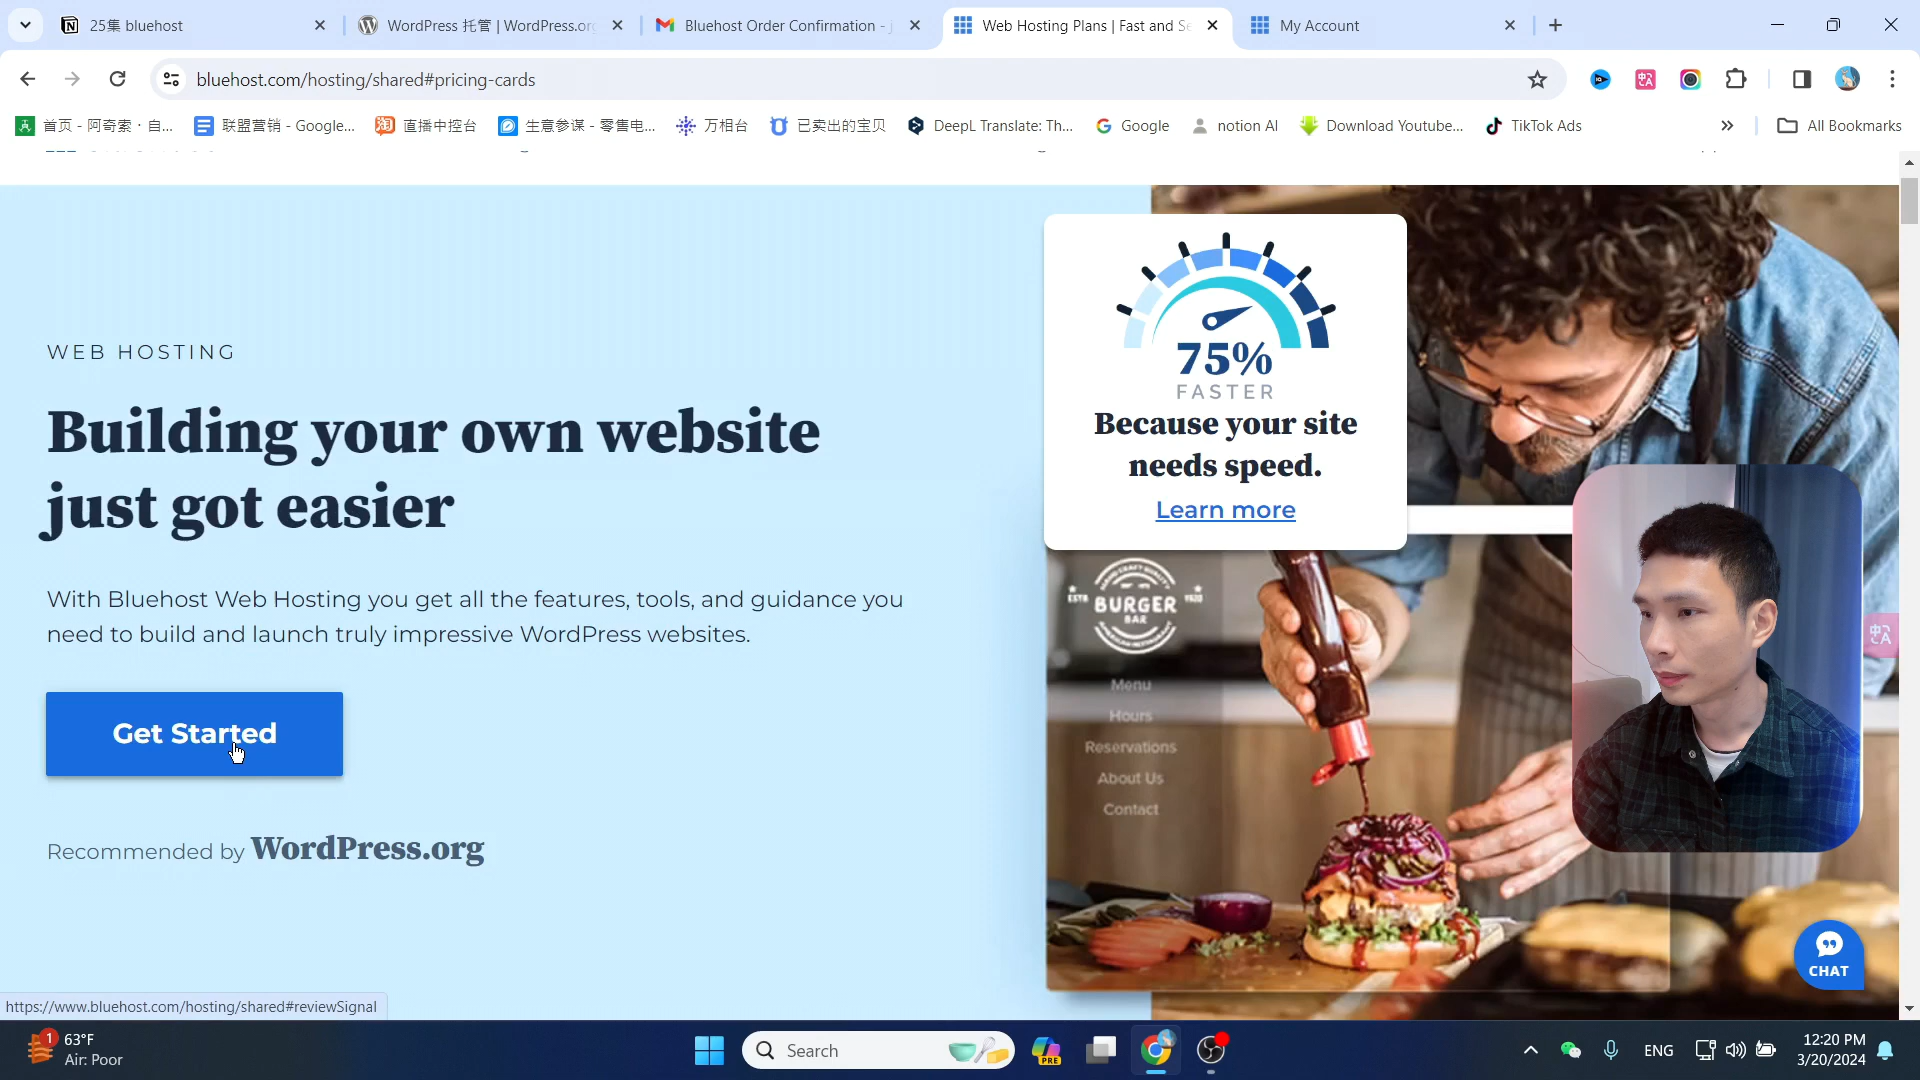 25集 bluehost
WordPress 托管 | WordPress.or
Bluehost Order Confirmation -
Web Hosting Plans | Fast and Se
My Account
bluehost.com/hosting/shared#pricing-cards
首页 - 阿奇索 · 自...
联盟营销 - Google...
直播中控台
生意参谋 - 零售电...
万相台
已卖出的宝贝
DeepL Translate: Th...
Google
notion AI
Download Youtube...
TikTok Ads
All Bookmarks
WEB HOSTING
Building your own website
just got easier
With Bluehost Web Hosting you get all the features, tools, and guidance you
need to build and launch truly impressive WordPress websites.
Get Started
Recommended by WordPress.org
75%
FASTER
Because your site
needs speed.
Learn more
ESTB
BURGER
BAR
AMERICAN RESTAURANT
Menu
Hours
Reservations
About Us
Contact
CHAT
https://www.bluehost.com/hosting/shared#reviewSignal
1
63°F
Air: Poor
Search
PRE
ENG
12:20 PM
3/20/2024